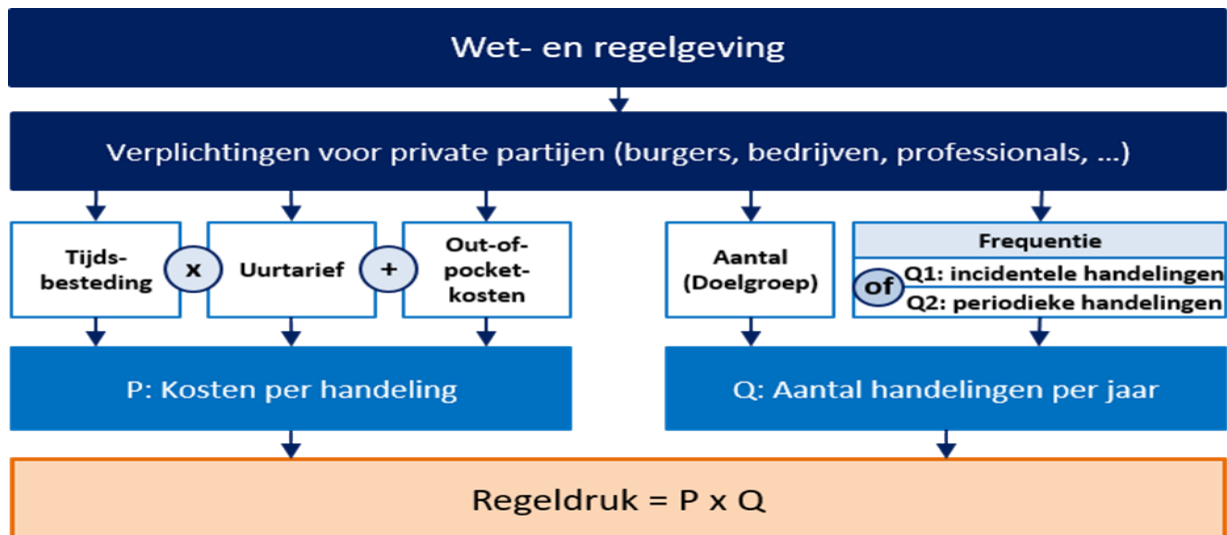 Wet- en regelgeving
Verplichtingen voor private partijen (burgers, bedrijven, professionals, ...)
Tijds-
besteding
x
Uurtarief
+
Out-of-
pocket-
kosten
Aantal
(Doelgroep)
Frequentie
of
Q1: incidentele handelingen
Q2: periodieke handelingen
P: Kosten per handeling
Q: Aantal handelingen per jaar
Regeldruk = P x Q